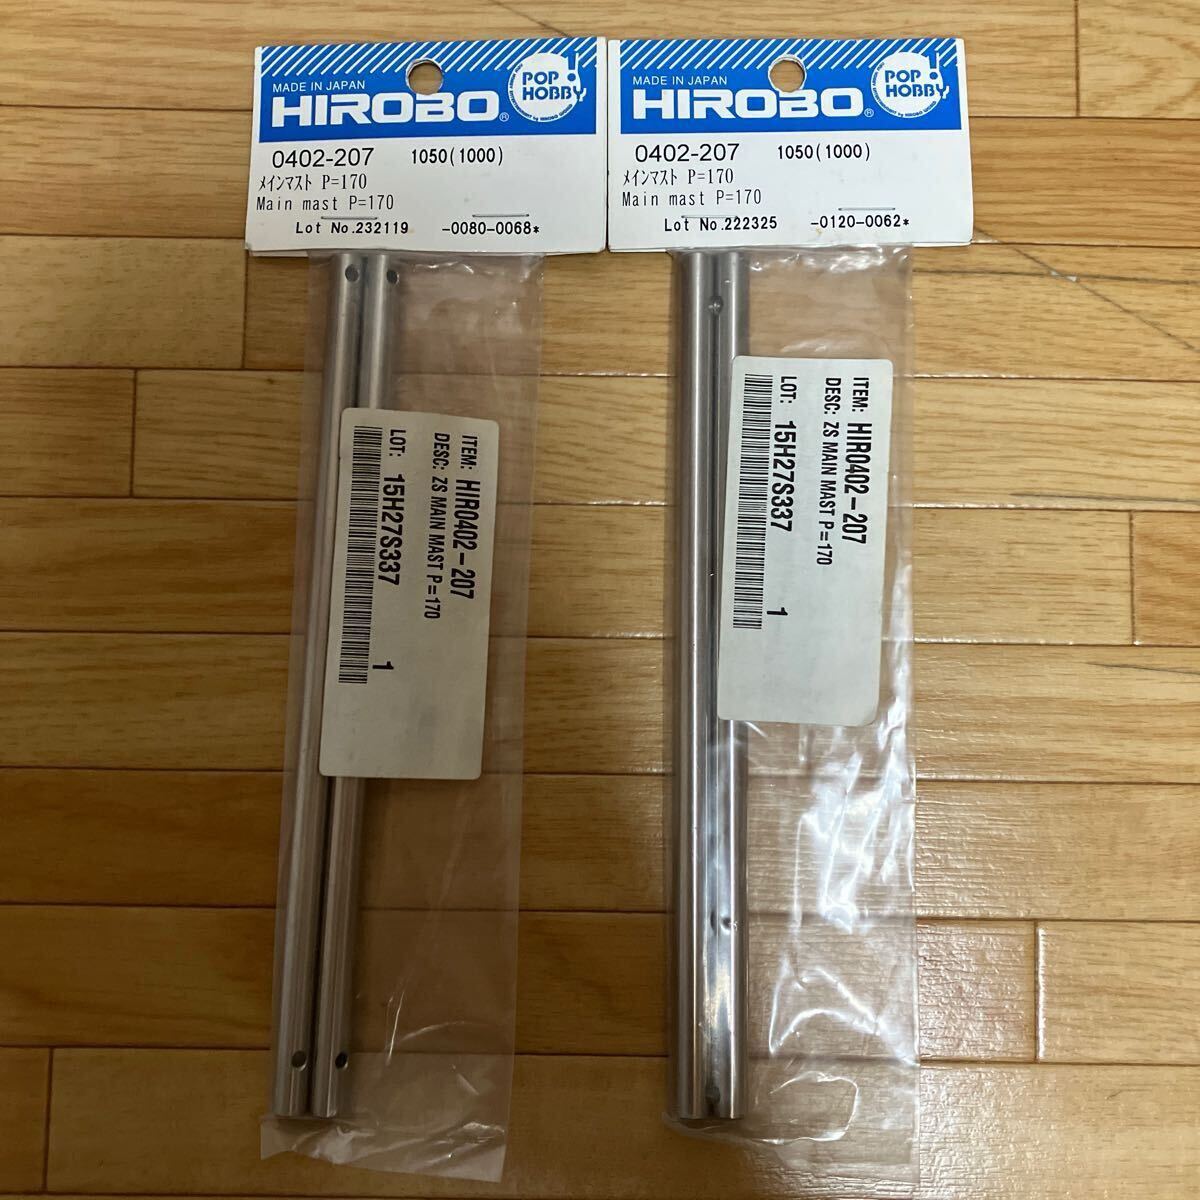 MADE IN JAPAN
HIROBO®
POP HOBBY!
0402-207 1050(1000)
メインマスト P=170
Main mast P=170
Lot No.232119 -0080-0068*
ITEM: HIR0402-207
DESC: ZS MAIN MAST P=170
LOT: 15H27S337
1
MADE IN JAPAN
HIROBO®
POP HOBBY!
0402-207 1050(1000)
メインマスト P=170
Main mast P=170
Lot No.222325 -0120-0062*
ITEM: HIR0402-207
DESC: ZS MAIN MAST P=170
LOT: 15H27S337
1